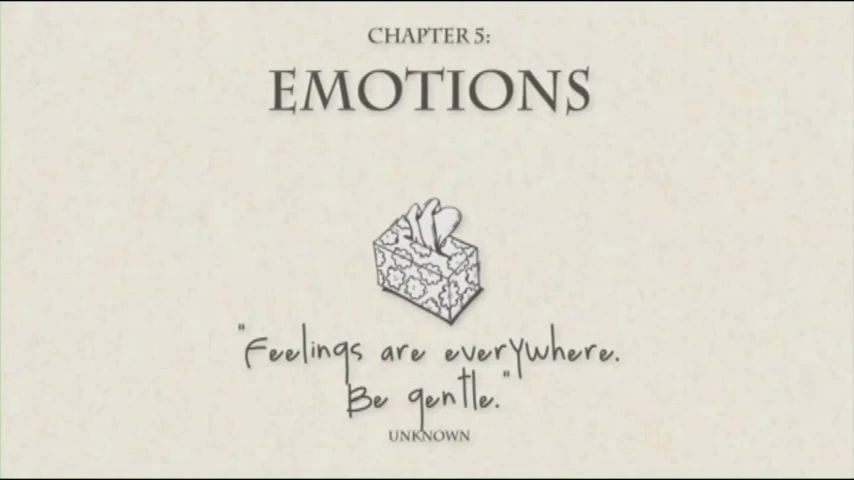 CHAPTER 5:
EMOTIONS
"Feelings are everywhere.
Be gentle."
UNKNOWN